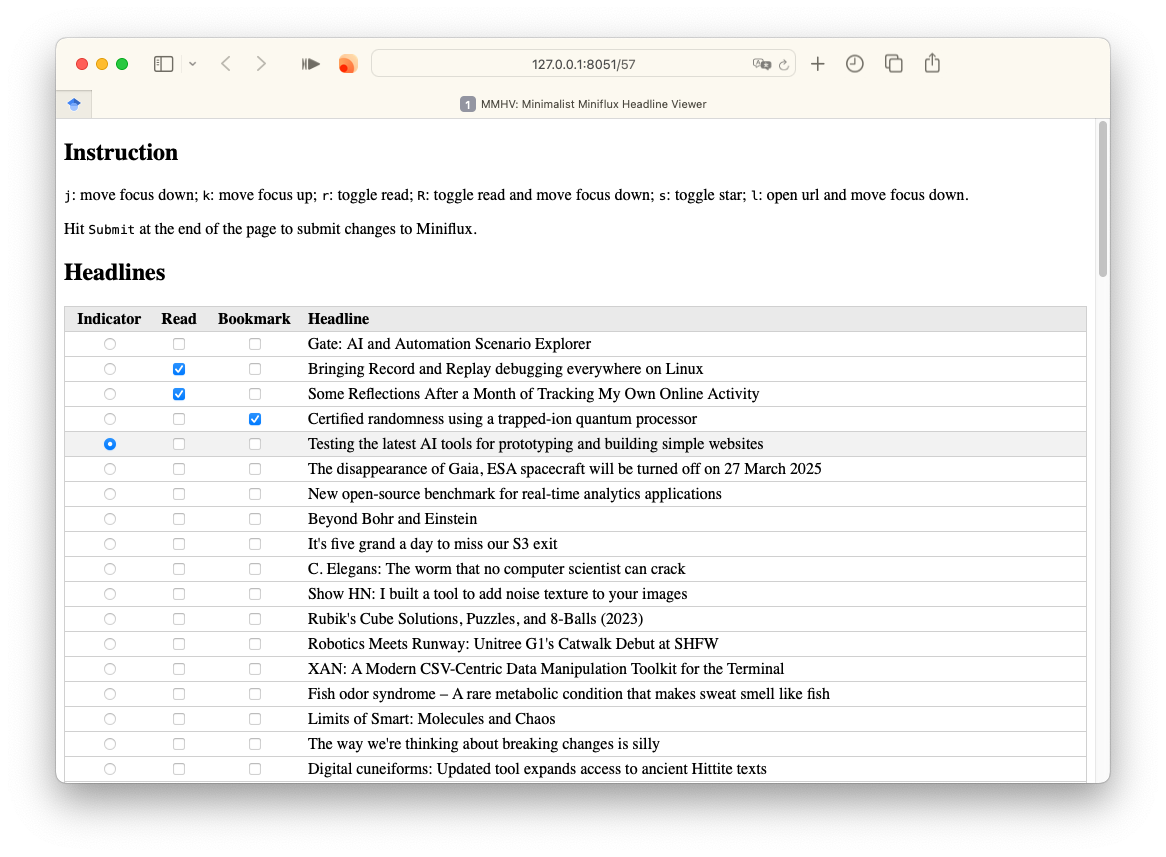 127.0.0.1:8051/57
1 MMHV: Minimalist Miniflux Headline Viewer
Instruction
j: move focus down; k: move focus up; r: toggle read; R: toggle read and move focus down; s: toggle star; l: open url and move focus down.
Hit Submit at the end of the page to submit changes to Miniflux.
Headlines
Indicator Read Bookmark Headline
Gate: AI and Automation Scenario Explorer
Bringing Record and Replay debugging everywhere on Linux
Some Reflections After a Month of Tracking My Own Online Activity
Certified randomness using a trapped-ion quantum processor
Testing the latest AI tools for prototyping and building simple websites
The disappearance of Gaia, ESA spacecraft will be turned off on 27 March 2025
New open-source benchmark for real-time analytics applications
Beyond Bohr and Einstein
It's five grand a day to miss our S3 exit
C. Elegans: The worm that no computer scientist can crack
Show HN: I built a tool to add noise texture to your images
Rubik's Cube Solutions, Puzzles, and 8-Balls (2023)
Robotics Meets Runway: Unitree G1's Catwalk Debut at SHFW
XAN: A Modern CSV-Centric Data Manipulation Toolkit for the Terminal
Fish odor syndrome – A rare metabolic condition that makes sweat smell like fish
Limits of Smart: Molecules and Chaos
The way we're thinking about breaking changes is silly
Digital cuneiforms: Updated tool expands access to ancient Hittite texts